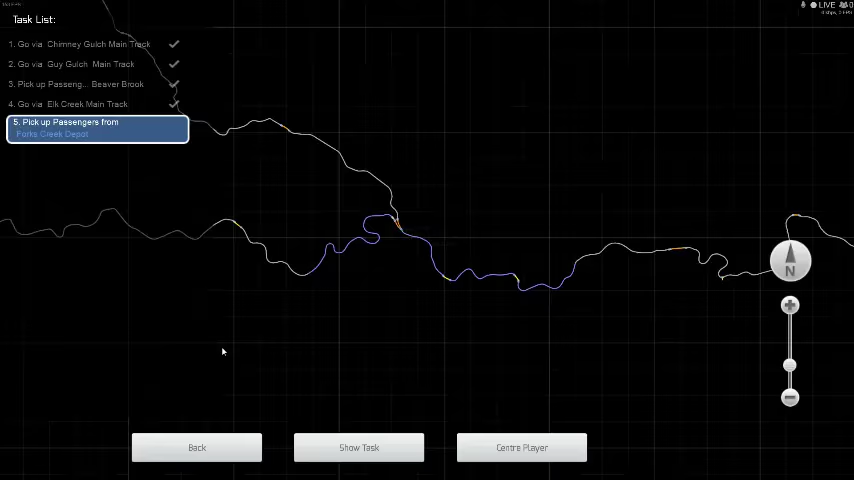 LIVE
Task List:
1. Go via Chimney Gulch Main Track
2. Go via Guy Gulch Main Track
3. Pick up Passeng... Beaver Brook
4. Go via Elk Creek Main Track
5. Pick up Passengers from
Forks Creek Depot
N
Back
Show Task
Centre Player